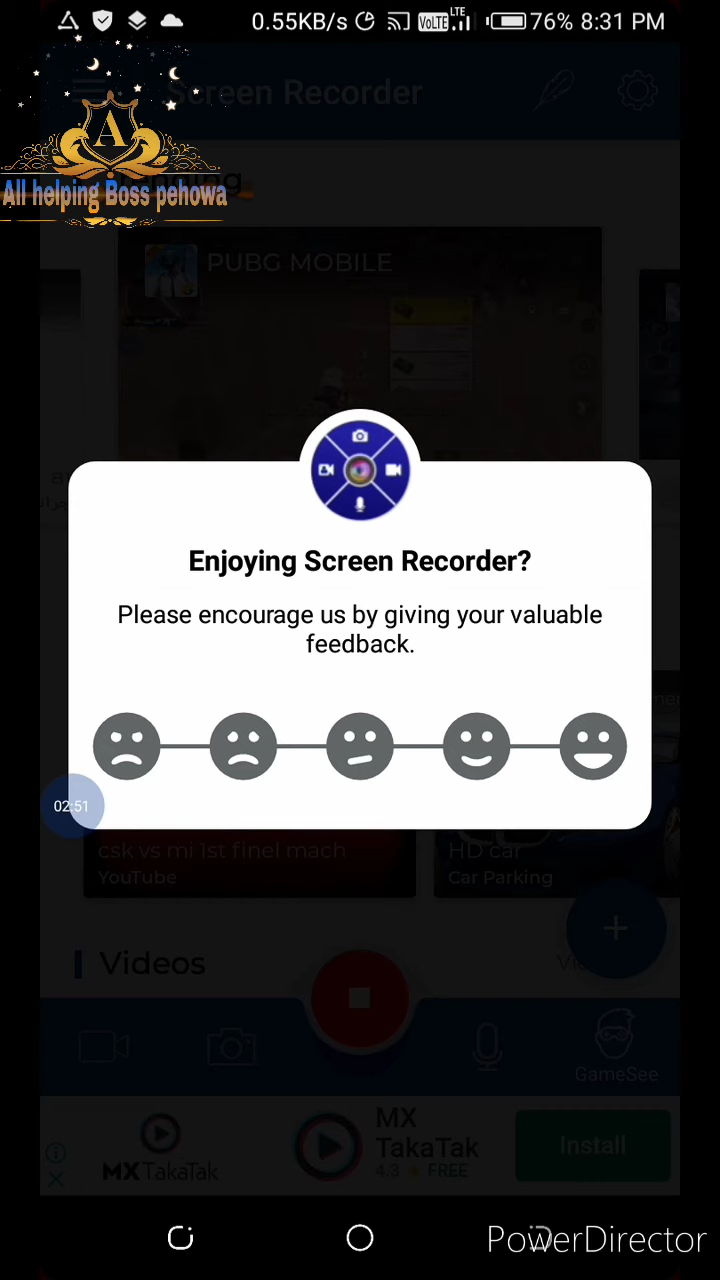 0.55KB/s VoLTE LTE 76% 8:31 PM
Screen Recorder
A
All helping Boss pehowa
PUBG MOBILE
Enjoying Screen Recorder?
Please encourage us by giving your valuable
feedback.
02:51
csk vs mi 1st finel mach
YouTube
HD car
Car Parking
Videos
GameSee
MX TakaTak
MX
TakaTak
4.3 FREE
Install
PowerDirector